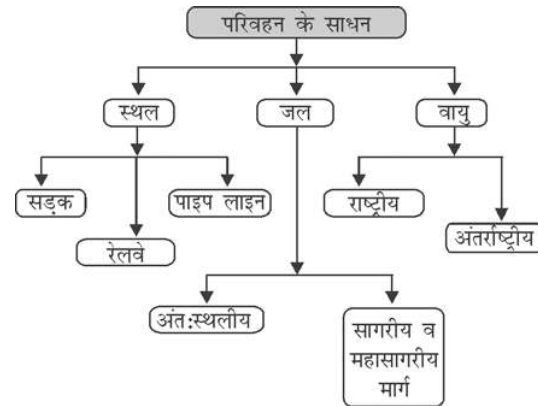 परिवहन के साधन
स्थल
जल
वायु
सड़क
रेलवे
पाइप लाइन
राष्ट्रीय
अंतर्राष्ट्रीय
अंत:स्थलीय
सागरीय व
महासागरीय
मार्ग